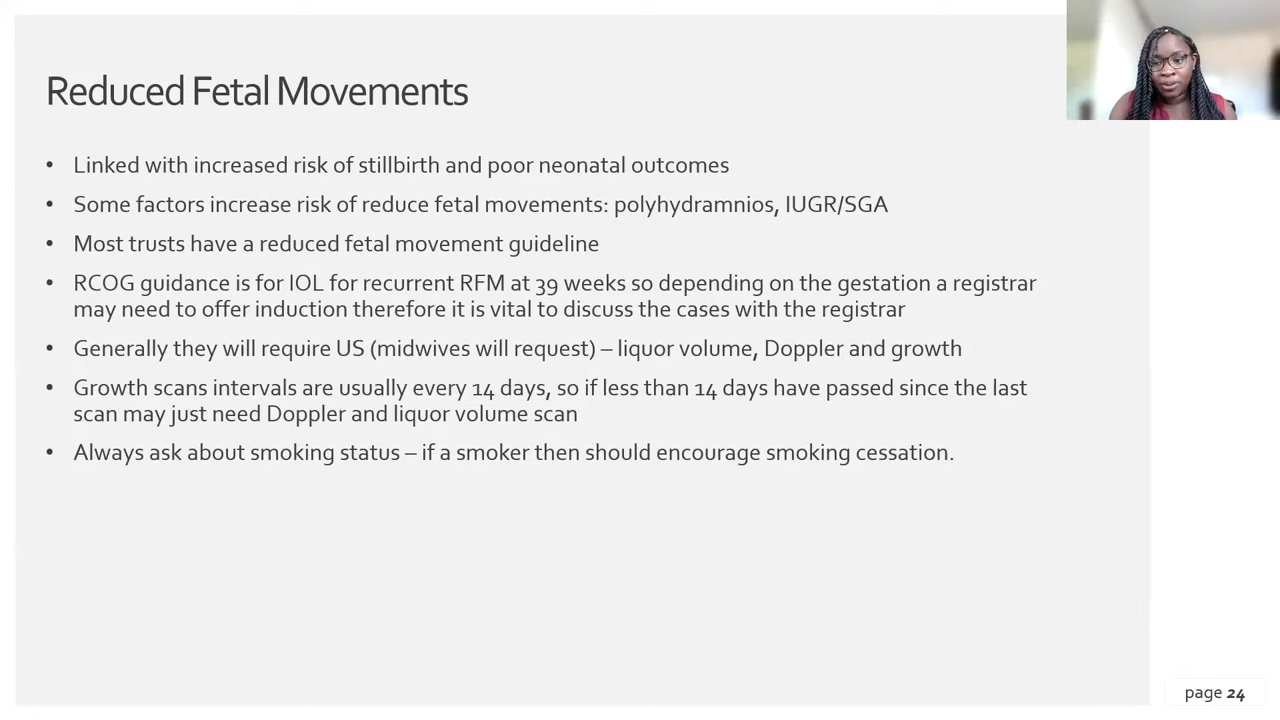 Reduced Fetal Movements
• Linked with increased risk of stillbirth and poor neonatal outcomes
• Some factors increase risk of reduce fetal movements: polyhydramnios, IUGR/SGA
• Most trusts have a reduced fetal movement guideline
• RCOG guidance is for IOL for recurrent RFM at 39 weeks so depending on the gestation a registrar
may need to offer induction therefore it is vital to discuss the cases with the registrar
• Generally they will require US (midwives will request) – liquor volume, Doppler and growth
• Growth scans intervals are usually every 14 days, so if less than 14 days have passed since the last
scan may just need Doppler and liquor volume scan
• Always ask about smoking status – if a smoker then should encourage smoking cessation.
page 24